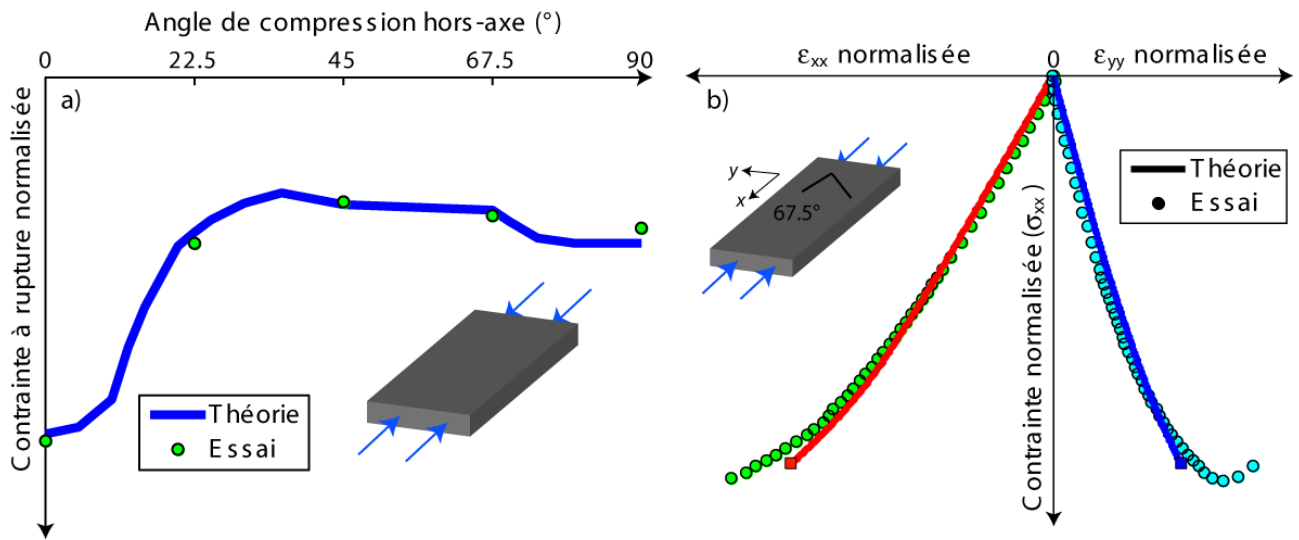 Angle de compression hors-axe (°)
0 22.5 45 67.5 90
a)
Contrainte à rupture normalisée
Théorie
Essai
εxx normalisée 0 εyy normalisée
b)
y
x
67.5°
Contrainte normalisée (σxx)
Théorie
Essai